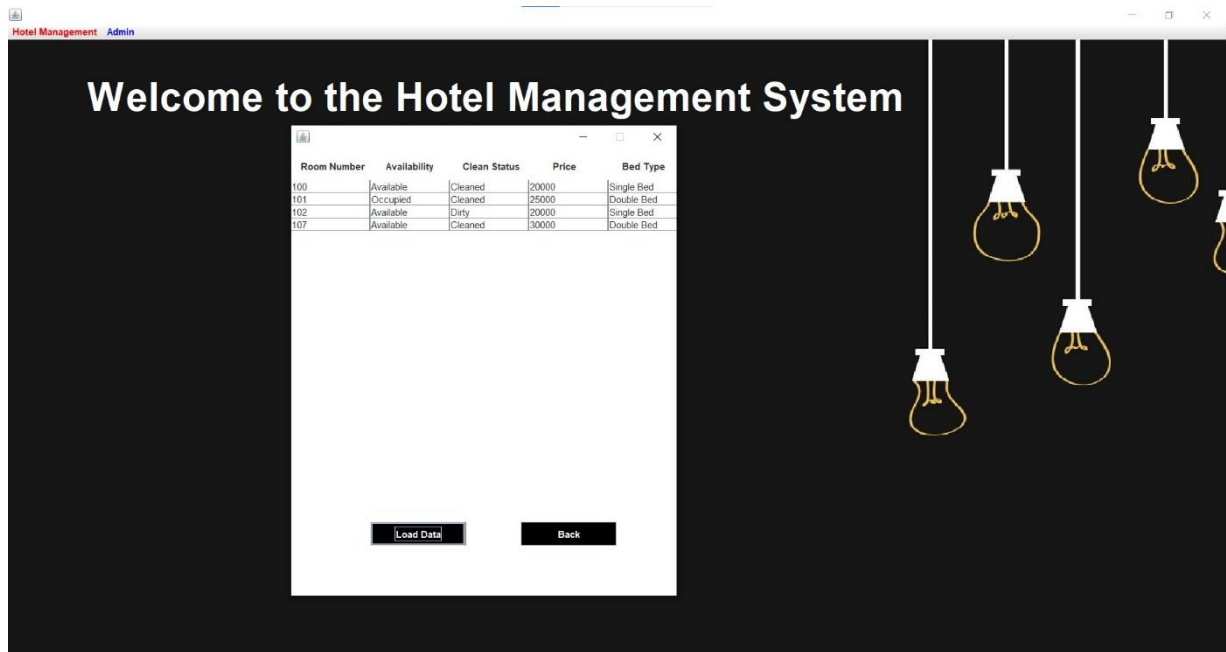 Hotel Management Admin
Welcome to the Hotel Management System
Room Number Availability Clean Status Price Bed Type
100 Available Cleaned 20000 Single Bed
101 Occupied Cleaned 25000 Double Bed
102 Available Dirty 20000 Single Bed
107 Available Cleaned 30000 Double Bed
Load Data Back